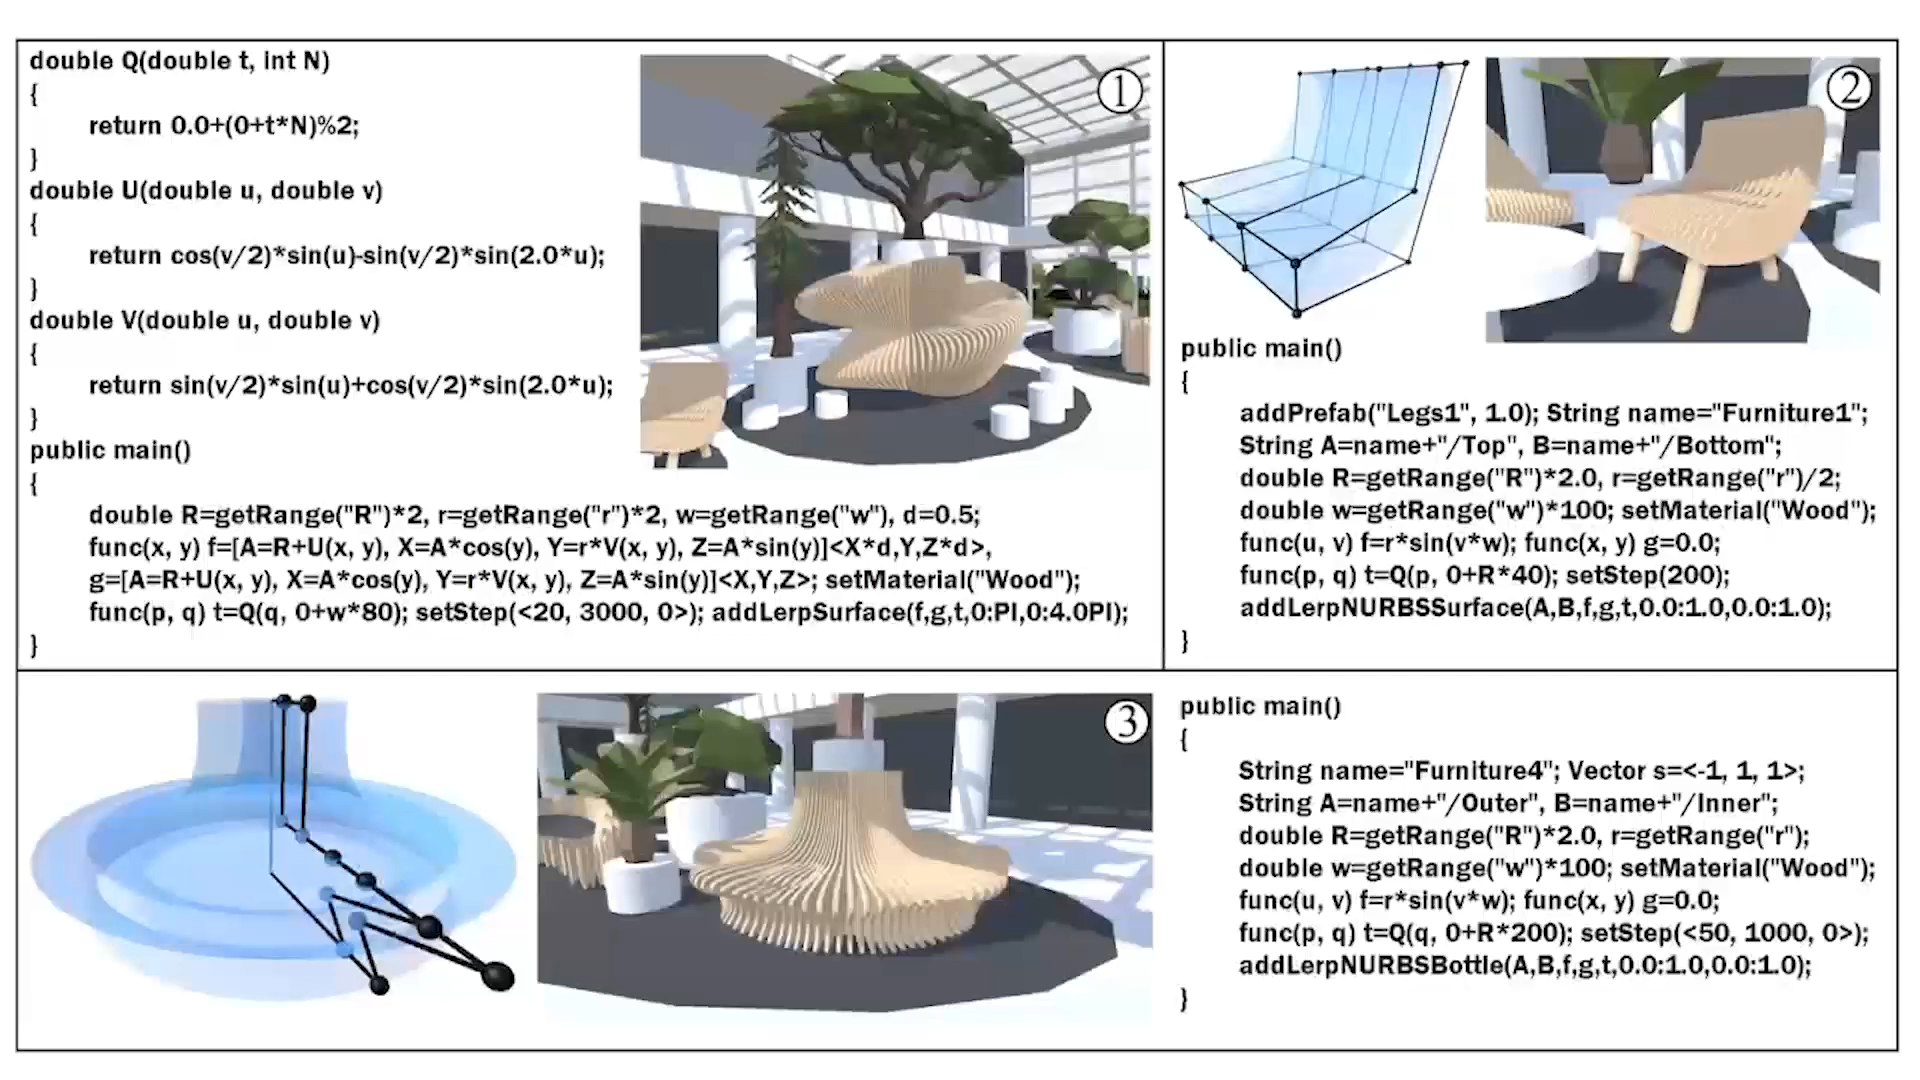 double Q(double t, int N)
{
return 0.0+(0+t*N)%2;
}
double U(double u, double v)
{
return cos(v/2)*sin(u)-sin(v/2)*sin(2.0*u);
}
double V(double u, double v)
{
return sin(v/2)*sin(u)+cos(v/2)*sin(2.0*u);
}
public main()
{
double R=getRange("R")*2, r=getRange("r")*2, w=getRange("w"), d=0.5;
func(x, y) f=[A=R+U(x, y), X=A*cos(y), Y=r*V(x, y), Z=A*sin(y)]<X*d,Y,Z*d>,
g=[A=R+U(x, y), X=A*cos(y), Y=r*V(x, y), Z=A*sin(y)]<X,Y,Z>; setMaterial("Wood");
func(p, q) t=Q(q, 0+w*80); setStep(<20, 3000, 0>); addLerpSurface(f,g,t,0:PI,0:4.0PI);
}
①
②
public main()
{
addPrefab("Legs1", 1.0); String name="Furniture1";
String A=name+"/Top", B=name+"/Bottom";
double R=getRange("R")*2.0, r=getRange("r")/2;
double w=getRange("w")*100; setMaterial("Wood");
func(u, v) f=r*sin(v*w); func(x, y) g=0.0;
func(p, q) t=Q(p, 0+R*40); setStep(200);
addLerpNURBSSurface(A,B,f,g,t,0.0:1.0,0.0:1.0);
}
③
public main()
{
String name="Furniture4"; Vector s=<-1, 1, 1>;
String A=name+"/Outer", B=name+"/Inner";
double R=getRange("R")*2.0, r=getRange("r");
double w=getRange("w")*100; setMaterial("Wood");
func(u, v) f=r*sin(v*w); func(x, y) g=0.0;
func(p, q) t=Q(q, 0+R*200); setStep(<50, 1000, 0>);
addLerpNURBSBottle(A,B,f,g,t,0.0:1.0,0.0:1.0);
}